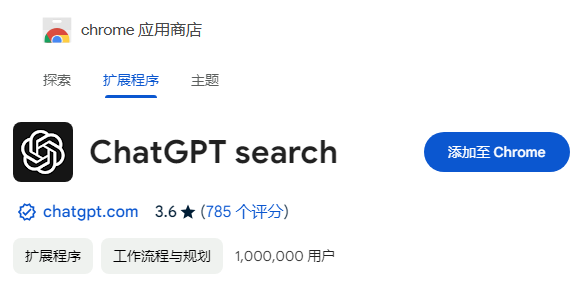 chrome 应用商店
探索 扩展程序 主题
ChatGPT search
添加至 Chrome
chatgpt.com 3.6 ★ (785 个评分)
扩展程序 工作流程与规划 1,000,000 用户